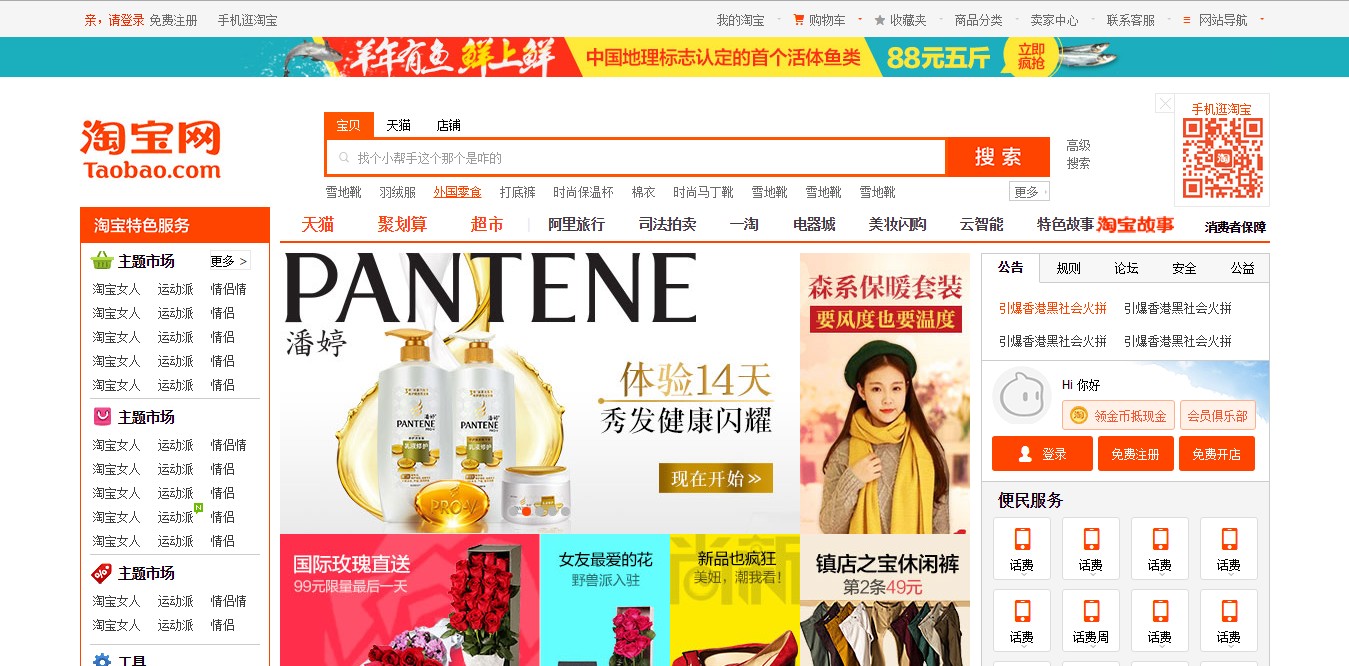 亲，请登录 免费注册 手机逛淘宝
我的淘宝 购物车 收藏夹 商品分类 卖家中心 联系客服 网站导航
羊年有鱼 鲜上鲜 中国地理标志认定的首个活体鱼类 88元五斤 立即疯抢
淘宝网
Taobao.com
宝贝 天猫 店铺
找个小帮手这个那个是咋的
搜 索
高级
搜索
手机逛淘宝
淘
雪地靴 羽绒服 外国零食 打底裤 时尚保温杯 棉衣 时尚马丁靴 雪地靴 雪地靴 雪地靴 更多
淘宝特色服务
天猫 聚划算 超市 阿里旅行 司法拍卖 一淘 电器城 美妆闪购 云智能 特色故事 淘宝故事 消费者保障
主题市场 更多 >
淘宝女人 运动派 情侣情
淘宝女人 运动派 情侣
淘宝女人 运动派 情侣
淘宝女人 运动派 情侣
淘宝女人 运动派 情侣
主题市场
淘宝女人 运动派 情侣情
淘宝女人 运动派 情侣
淘宝女人 运动派 情侣
淘宝女人 运动派 N 情侣
淘宝女人 运动派 情侣
主题市场
淘宝女人 运动派 情侣情
淘宝女人 运动派 情侣
工具
PANTENE
潘婷
体验14天
秀发健康闪耀
现在开始
PANTENE
PANTENE
PRO-V
森系保暖套装
要风度也要温度
国际玫瑰直送
99元限量最后一天
女友最爱的花
野兽派入驻
新品也疯狂
美妞，潮我看！
尚新
镇店之宝休闲裤
第2条49元
公告 规则 论坛 安全 公益
引爆香港黑社会火拼 引爆香港黑社会火拼
引爆香港黑社会火拼 引爆香港黑社会火拼
Hi 你好
淘 领金币抵现金 会员俱乐部
登录 免费注册 免费开店
便民服务
话费 话费 话费 话费
话费 话费周 话费 话费